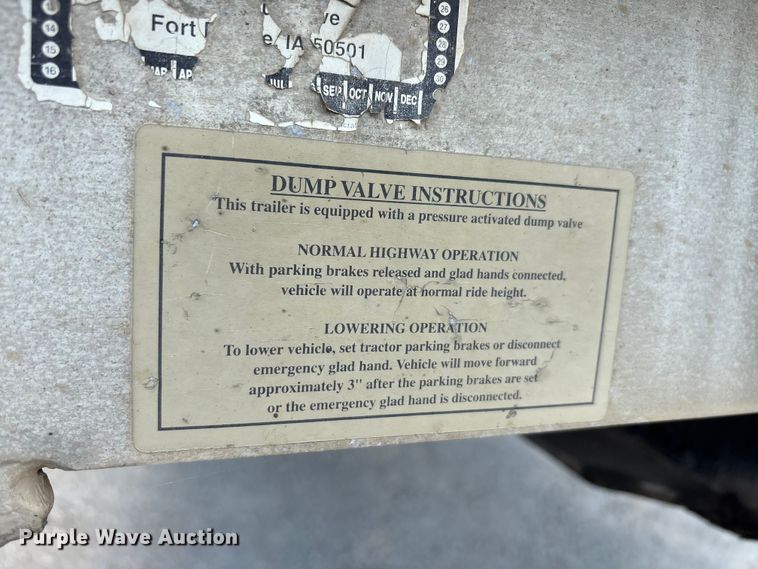 14
15
16
Fort
ve
IA 50501
AP
SEP OCT NOV DEC
26
27
28
29
30
DUMP VALVE INSTRUCTIONS
This trailer is equipped with a pressure activated dump valve
NORMAL HIGHWAY OPERATION
With parking brakes released and glad hands connected,
vehicle will operate at normal ride height.
LOWERING OPERATION
To lower vehicle, set tractor parking brakes or disconnect
emergency glad hand. Vehicle will move forward
approximately 3" after the parking brakes are set
or the emergency glad hand is disconnected.
Purple Wave Auction